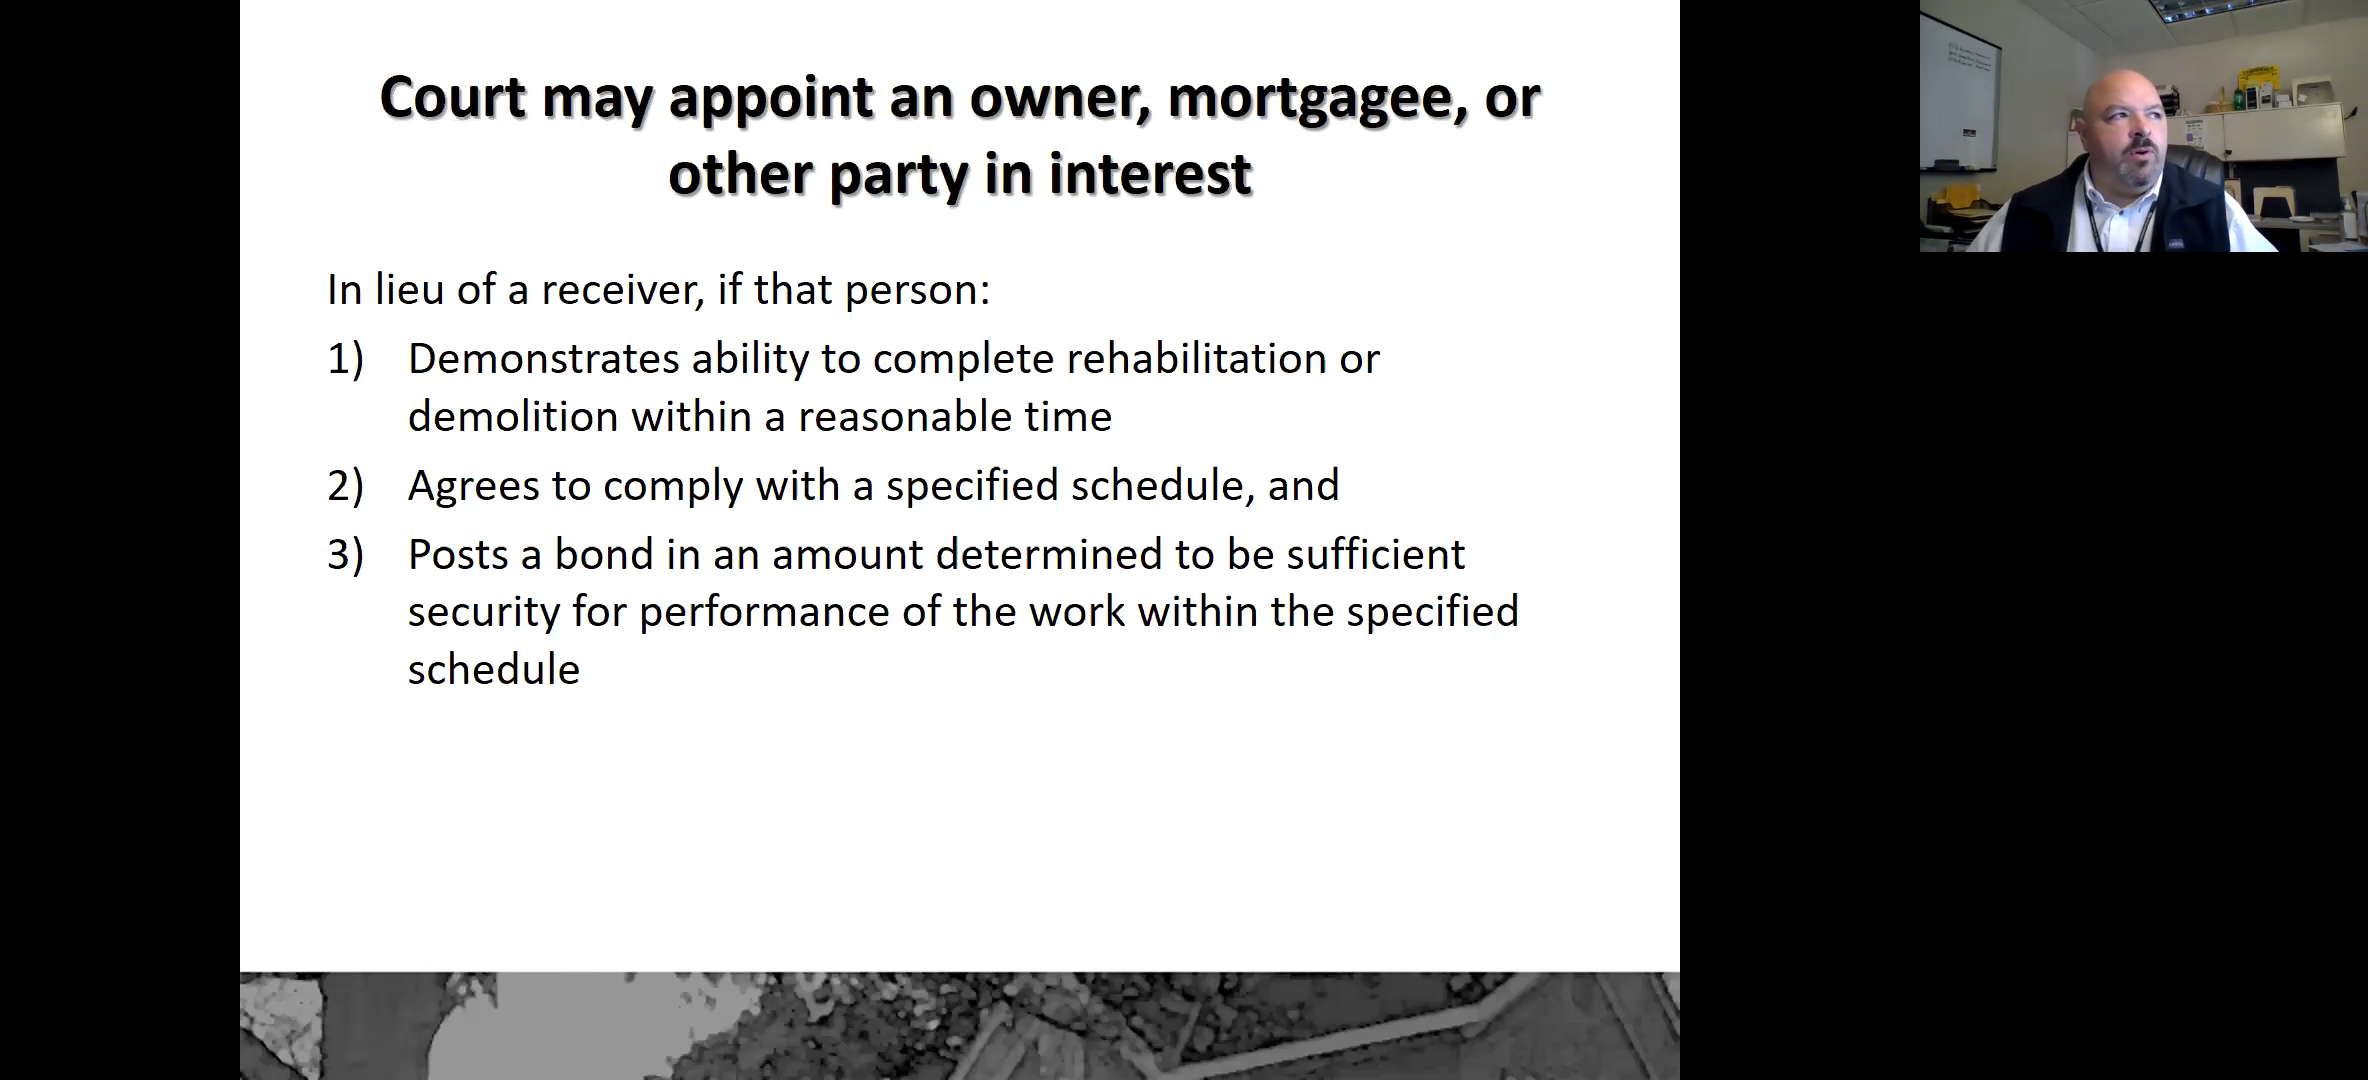 Court may appoint an owner, mortgagee, or
other party in interest
In lieu of a receiver, if that person:
1) Demonstrates ability to complete rehabilitation or
demolition within a reasonable time
2) Agrees to comply with a specified schedule, and
3) Posts a bond in an amount determined to be sufficient
security for performance of the work within the specified
schedule